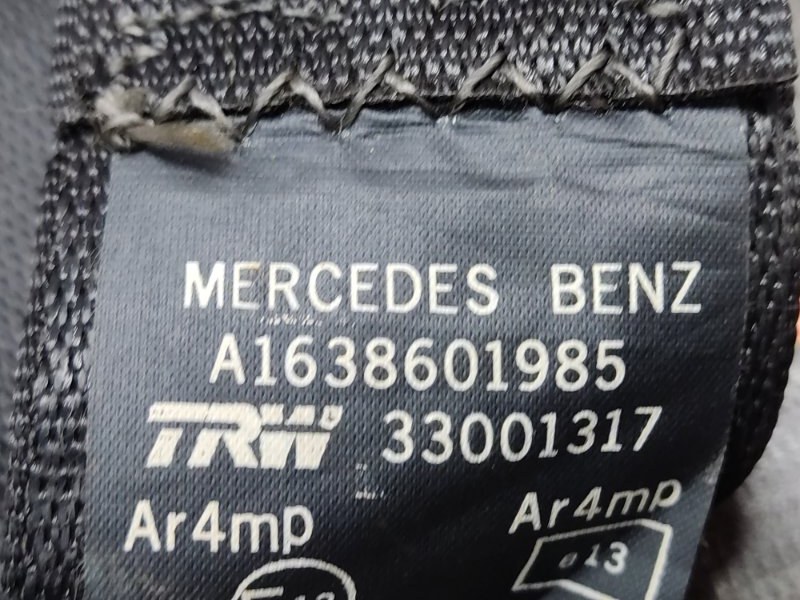 MERCEDES BENZ
A1638601985
TRW 33001317
Ar4mp Ar4mp
e13